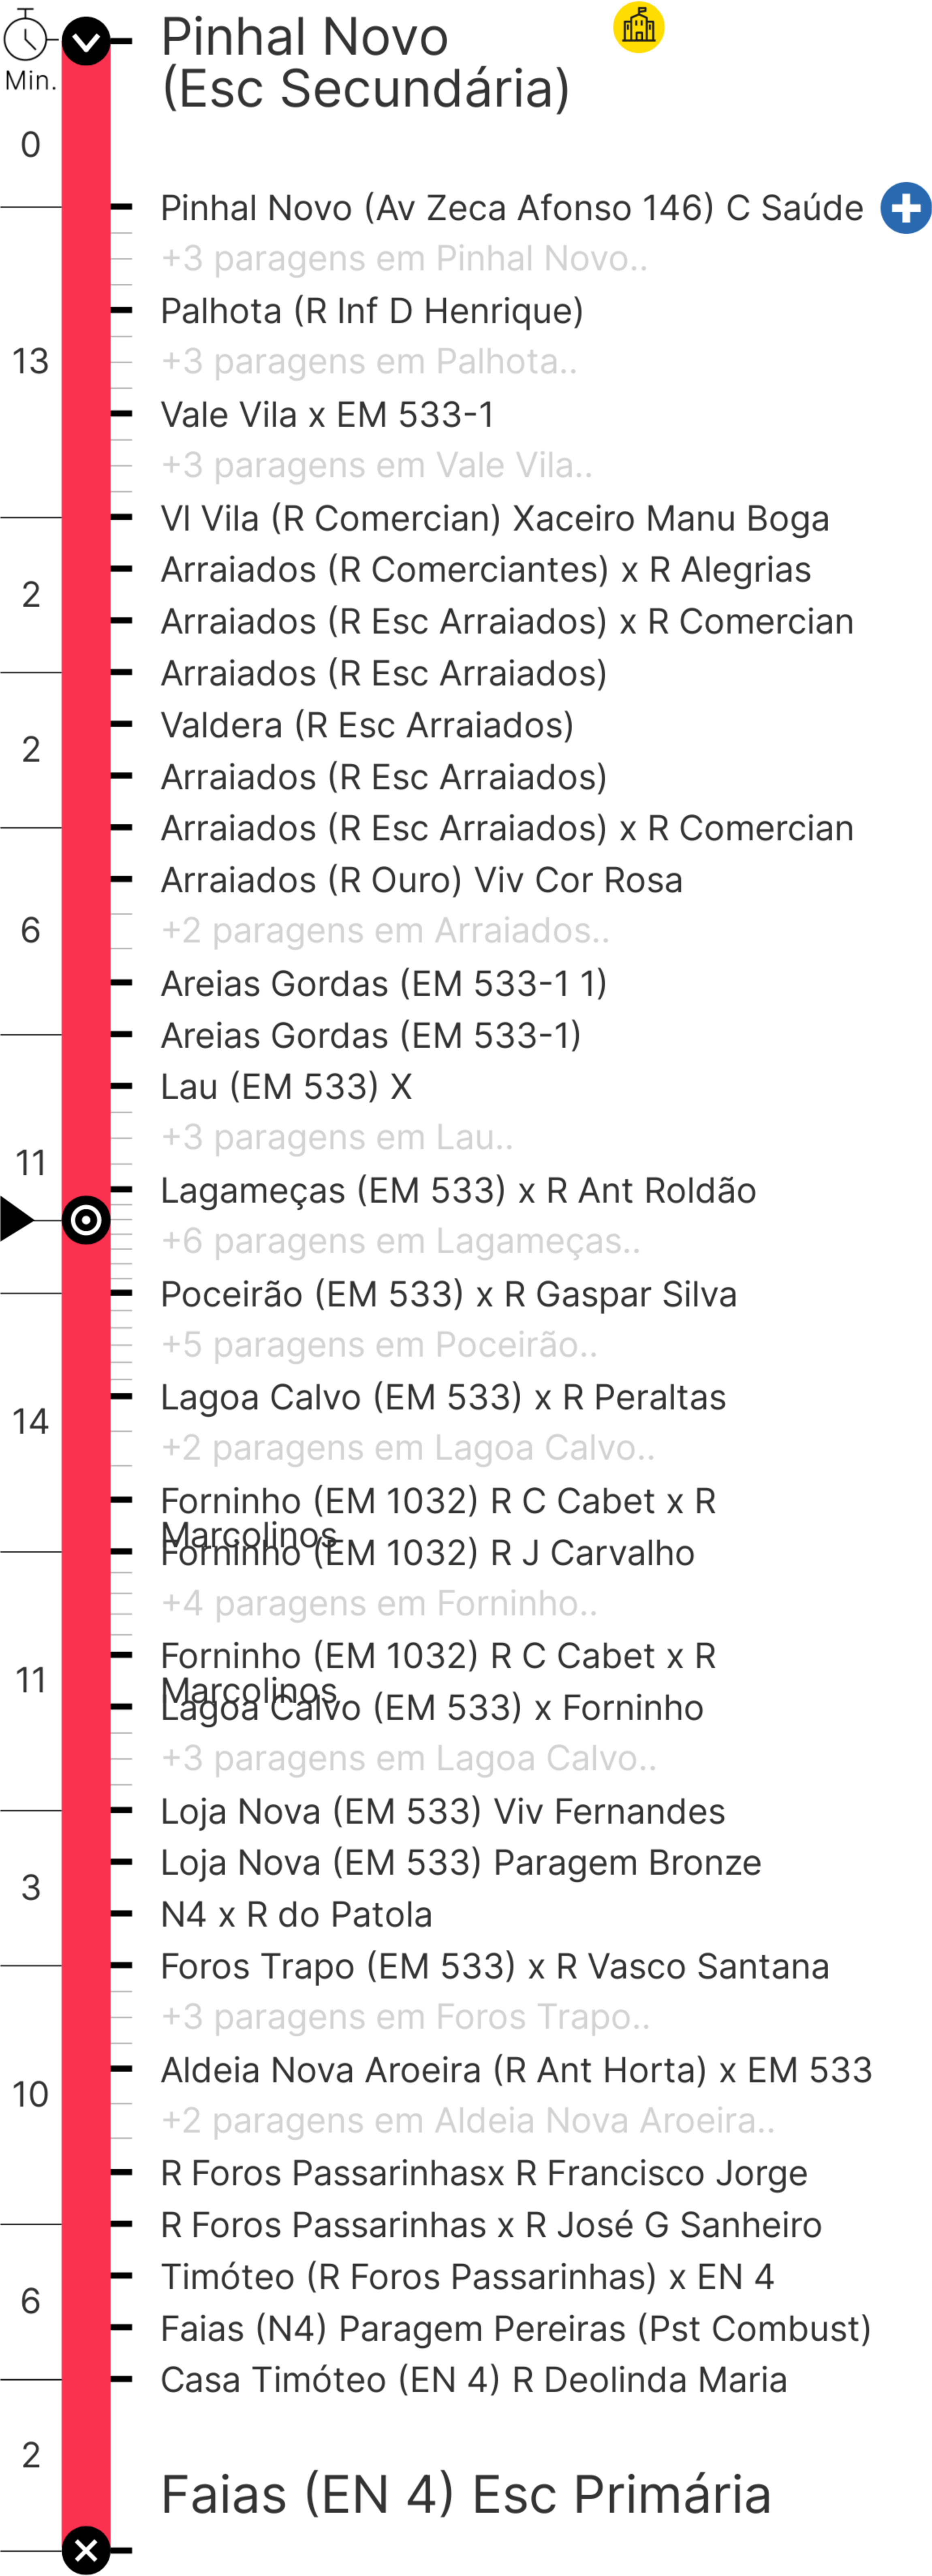 Min.
Pinhal Novo
(Esc Secundária)
0
Pinhal Novo (Av Zeca Afonso 146) C Saúde
+3 paragens em Pinhal Novo..
Palhota (R Inf D Henrique)
13
+3 paragens em Palhota..
Vale Vila x EM 533-1
+3 paragens em Vale Vila..
Vl Vila (R Comercian) Xaceiro Manu Boga
Arraiados (R Comerciantes) x R Alegrias
2
Arraiados (R Esc Arraiados) x R Comercian
Arraiados (R Esc Arraiados)
Valdera (R Esc Arraiados)
2
Arraiados (R Esc Arraiados)
Arraiados (R Esc Arraiados) x R Comercian
Arraiados (R Ouro) Viv Cor Rosa
6
+2 paragens em Arraiados..
Areias Gordas (EM 533-1 1)
Areias Gordas (EM 533-1)
Lau (EM 533) X
+3 paragens em Lau..
11
Lagameças (EM 533) x R Ant Roldão
+6 paragens em Lagameças..
Poceirão (EM 533) x R Gaspar Silva
+5 paragens em Poceirão..
Lagoa Calvo (EM 533) x R Peraltas
14
+2 paragens em Lagoa Calvo..
Forninho (EM 1032) R C Cabet x R
Marcolinos
Forninho (EM 1032) R J Carvalho
+4 paragens em Forninho..
Forninho (EM 1032) R C Cabet x R
11
Marcolinos
Lagoa Calvo (EM 533) x Forninho
+3 paragens em Lagoa Calvo..
Loja Nova (EM 533) Viv Fernandes
Loja Nova (EM 533) Paragem Bronze
3
N4 x R do Patola
Foros Trapo (EM 533) x R Vasco Santana
+3 paragens em Foros Trapo..
Aldeia Nova Aroeira (R Ant Horta) x EM 533
10
+2 paragens em Aldeia Nova Aroeira..
R Foros Passarinhasx R Francisco Jorge
R Foros Passarinhas x R José G Sanheiro
Timóteo (R Foros Passarinhas) x EN 4
6
Faias (N4) Paragem Pereiras (Pst Combust)
Casa Timóteo (EN 4) R Deolinda Maria
2
Faias (EN 4) Esc Primária